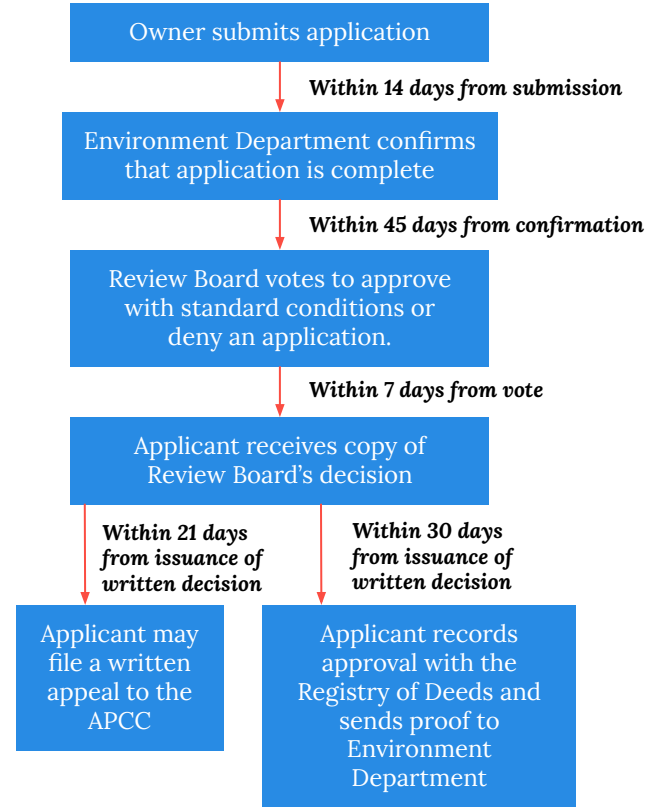 Owner submits application
Within 14 days from submission
Environment Department confirms
that application is complete
Within 45 days from confirmation
Review Board votes to approve
with standard conditions or
deny an application.
Within 7 days from vote
Applicant receives copy of
Review Board’s decision
Within 21 days
from issuance of
written decision
Within 30 days
from issuance of
written decision
Applicant may
file a written
appeal to the
APCC
Applicant records
approval with the
Registry of Deeds and
sends proof to
Environment
Department